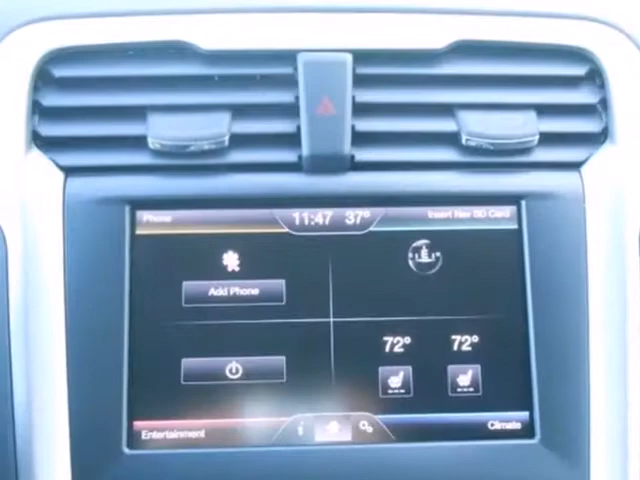 Phone 11:47 37° Insert Nav SD Card
E
Add Phone
72° 72°
Entertainment i Climate